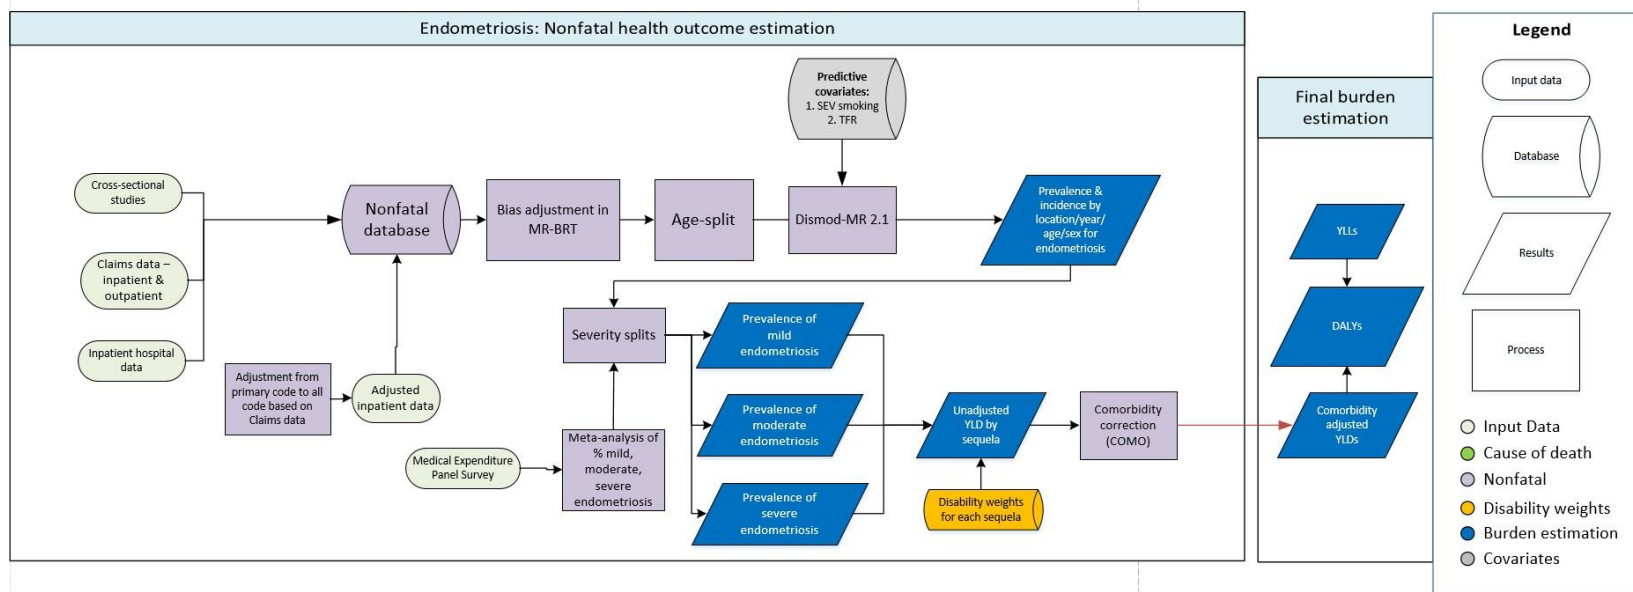 Endometriosis: Nonfatal health outcome estimation
Predictive
covariates:
1. SEV smoking
2. TFR
Cross-sectional
studies
Claims data –
inpatient &
outpatient
Inpatient hospital
data
Nonfatal
database
Bias adjustment in
MR-BRT
Age-split
Dismod-MR 2.1
Prevalence &
incidence by
location/year/
age/sex for
endometriosis
Adjustment from
primary code to all
code based on
Claims data
Adjusted
inpatient data
Severity splits
Medical Expenditure
Panel Survey
Meta-analysis of
% mild,
moderate,
severe
endometriosis
Prevalence of
mild
endometriosis
Prevalence of
moderate
endometriosis
Prevalence of
severe
endometriosis
Unadjusted
YLD by
sequela
Disability weights
for each sequela
Comorbidity
correction
(COMO)
Final burden
estimation
YLLs
DALYs
Comorbidity
adjusted
YLDs
Legend
Input data
Database
Results
Process
Input Data
Cause of death
Nonfatal
Disability weights
Burden estimation
Covariates